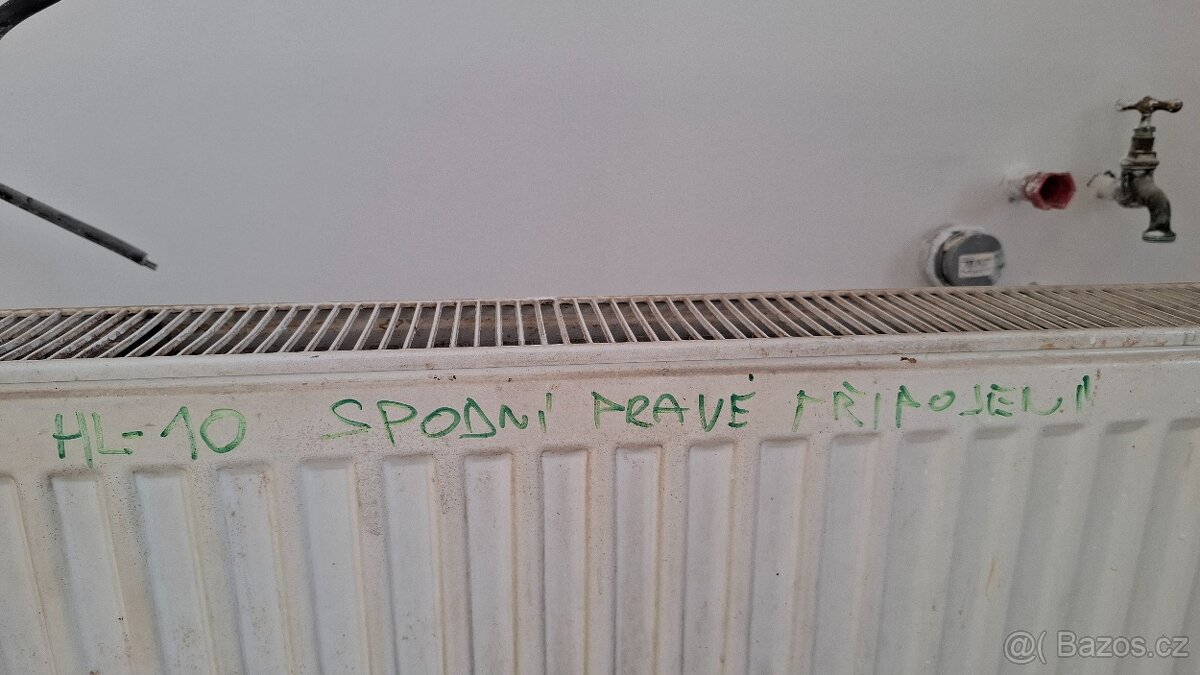 HL-10 SPODNÍ PRAVÉ PŘIPOJENÍ
@( Bazos.cz